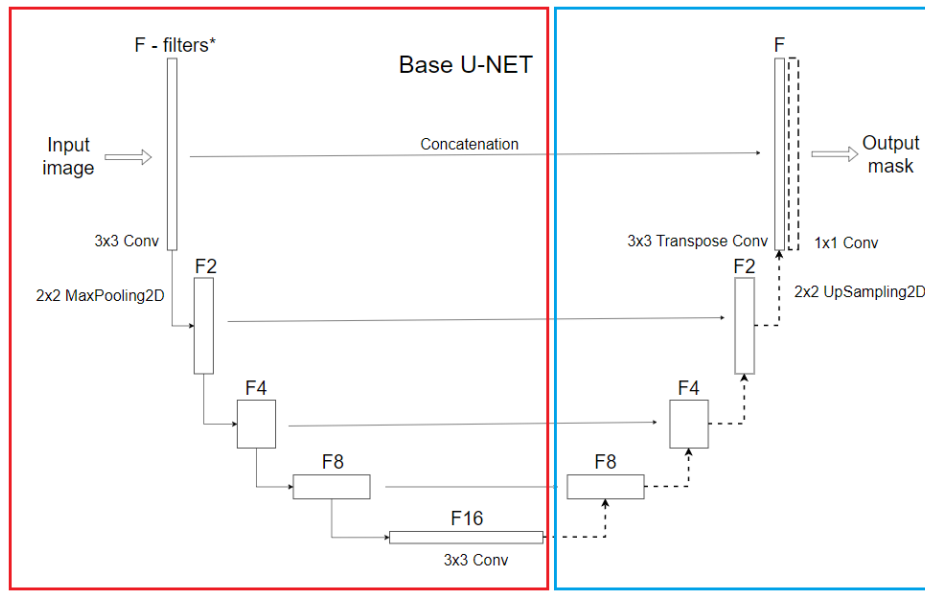 F - filters*
Base U-NET
F
Input
image
Concatenation
Output
mask
3x3 Conv
3x3 Transpose Conv
1x1 Conv
F2
F2
2x2 MaxPooling2D
2x2 UpSampling2D
F4
F4
F8
F8
F16
3x3 Conv